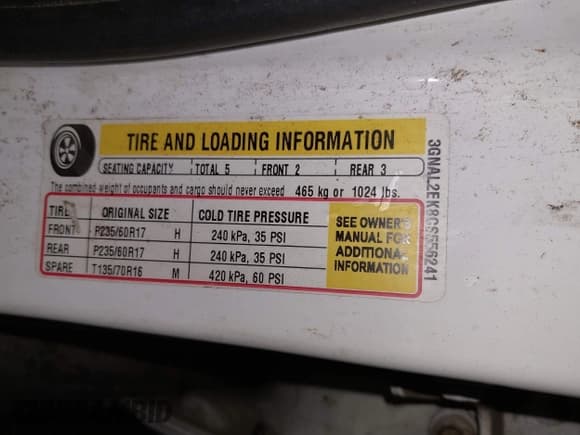 TIRE AND LOADING INFORMATION
SEATING CAPACITY TOTAL 5 FRONT 2 REAR 3
The combined weight of occupants and cargo should never exceed 465 kg or 1024 lbs.
TIRE ORIGINAL SIZE COLD TIRE PRESSURE
FRONT P235/60R17 H 240 kPa, 35 PSI
REAR P235/60R17 H 240 kPa, 35 PSI
SPARE T135/70R16 M 420 kPa, 60 PSI
SEE OWNER'S
MANUAL FOR
ADDITIONAL
INFORMATION
3GNAL2EK8CS556241